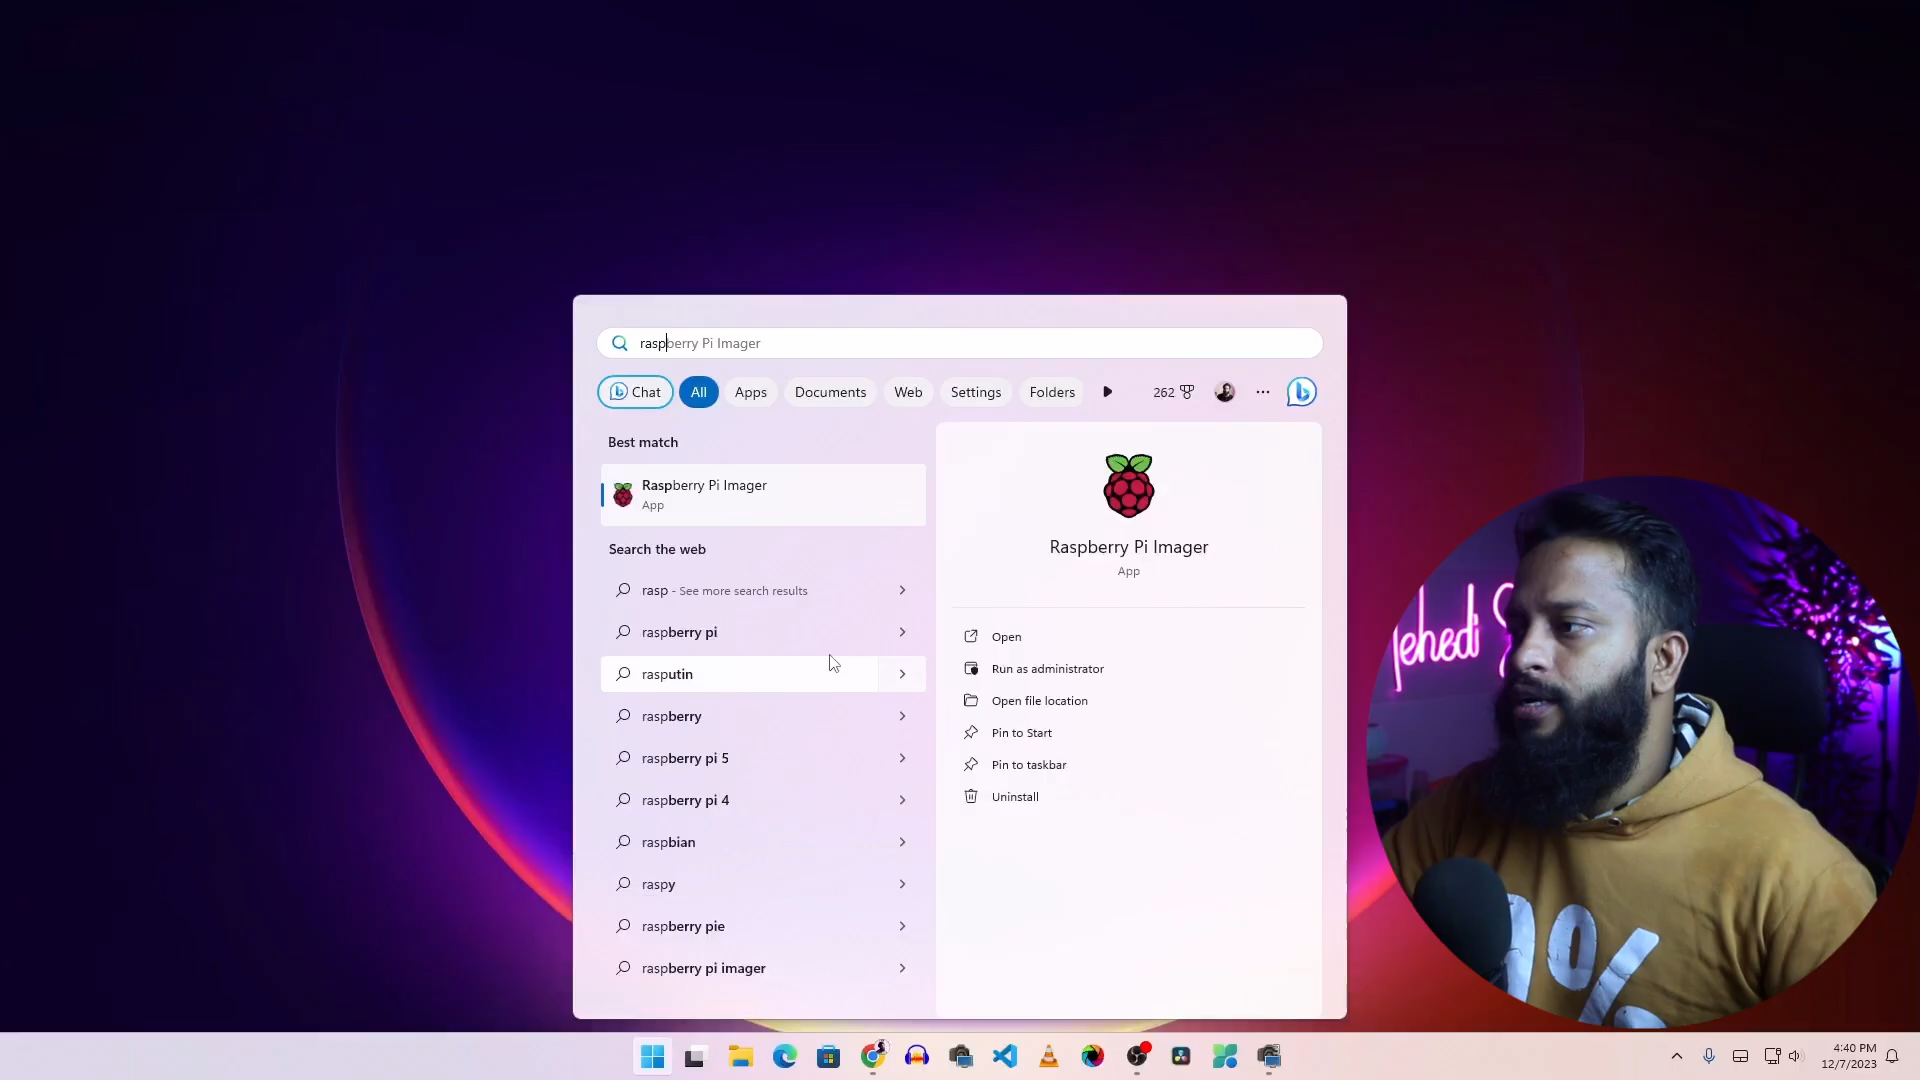 raspberry Pi Imager
Chat
All
Apps
Documents
Web
Settings
Folders
262
Best match
Raspberry Pi Imager
App
Search the web
rasp - See more search results
raspberry pi
rasputin
raspberry
raspberry pi 5
raspberry pi 4
raspbian
raspy
raspberry pie
raspberry pi imager
Raspberry Pi Imager
App
Open
Run as administrator
Open file location
Pin to Start
Pin to taskbar
Uninstall
%
4:40 PM
12/7/2023